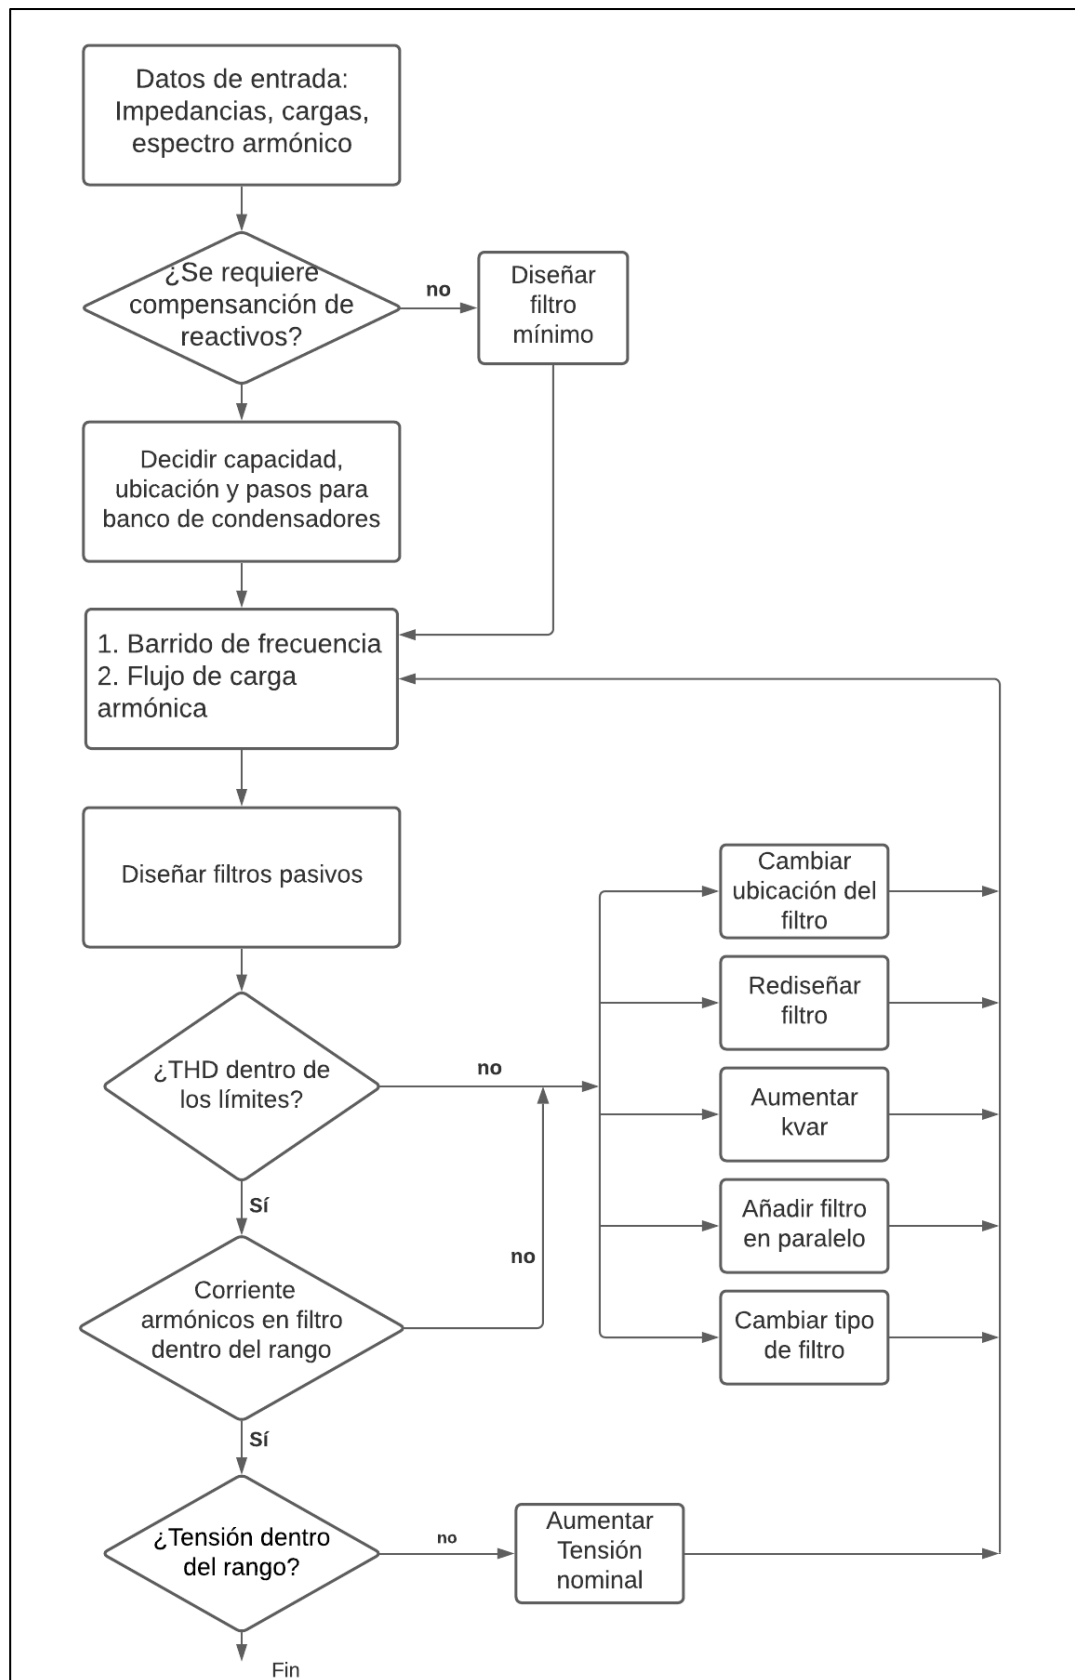 Datos de entrada:
Impedancias, cargas,
espectro armónico
¿Se requiere
compensanción de
reactivos?
no
Diseñar
filtro
mínimo
Decidir capacidad,
ubicación y pasos para
banco de condensadores
1. Barrido de frecuencia
2. Flujo de carga
armónica
Diseñar filtros pasivos
¿THD dentro de
los límites?
no
Sí
Cambiar
ubicación del
filtro
Rediseñar
filtro
Aumentar
kvar
Añadir filtro
en paralelo
Cambiar tipo
de filtro
Corriente
armónicos en filtro
dentro del rango
no
Sí
¿Tensión dentro
del rango?
no
Aumentar
Tensión
nominal
Fin